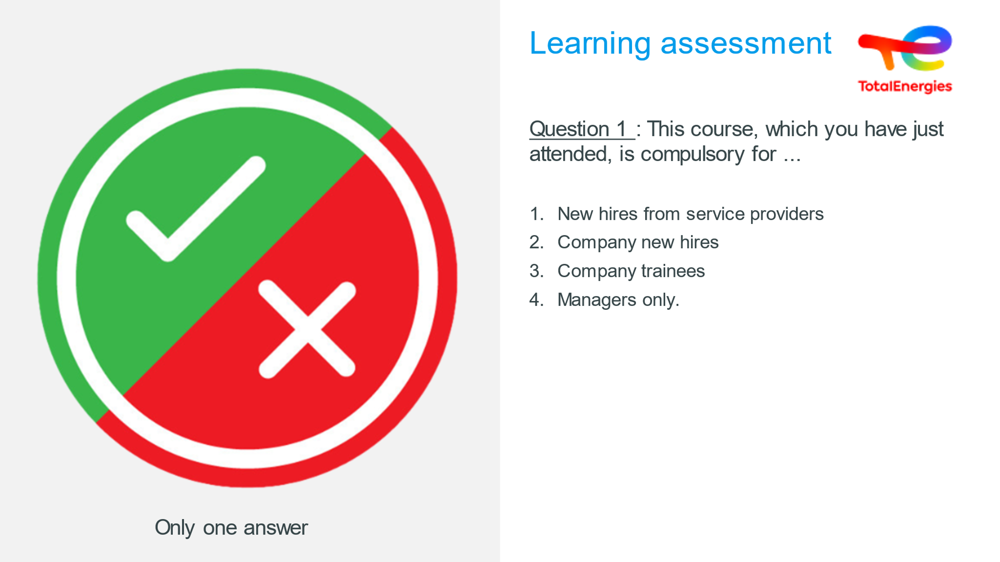 Learning assessment
TotalEnergies
Question 1 : This course, which you have just
attended, is compulsory for ...
1. New hires from service providers
2. Company new hires
3. Company trainees
4. Managers only.
Only one answer